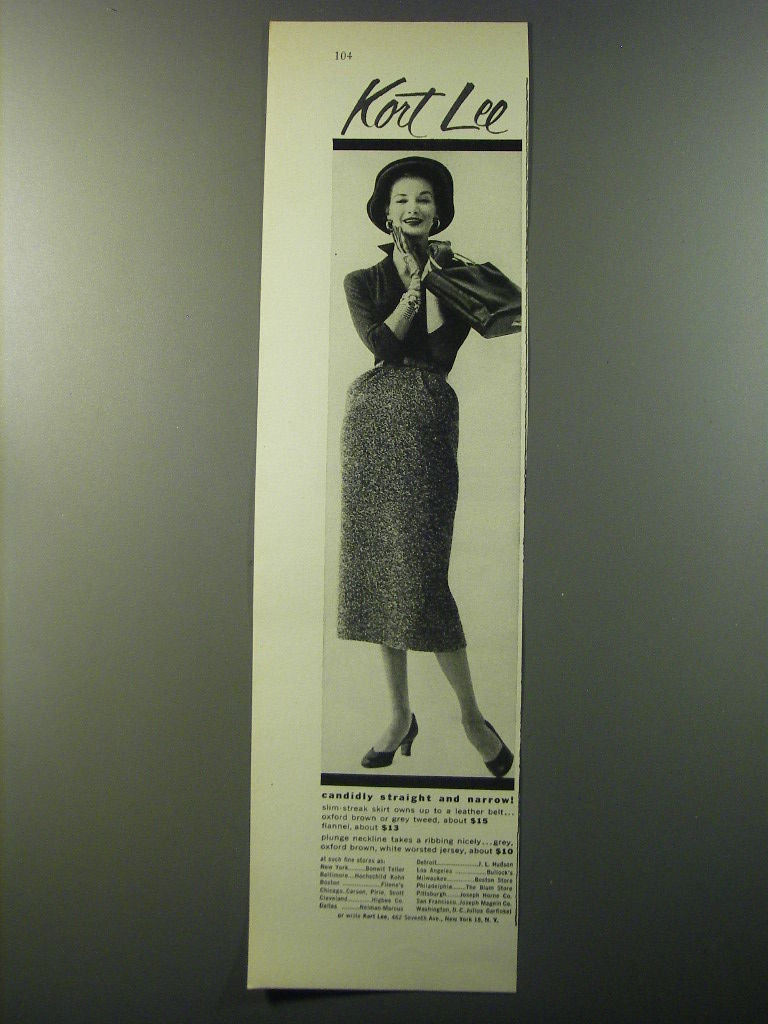 104
Kort Lee
candidly straight and narrow!
slim-streak skirt owns up to a leather belt...
oxford brown or grey tweed, about $15
flannel, about $13
plunge neckline takes a ribbing nicely...grey,
oxford brown, white worsted jersey, about $10
at such fine stores as:
New York........Bonwit Teller
Baltimore...Hochschild Kohn
Boston ..............Filene's
Chicago..Carson, Pirie, Scott
Cleveland..........Higbee Co.
Dallas .......Neiman-Marcus
Detroit..................J. L. Hudson
Los Angeles ..............Bullock's
Milwaukee..........Boston Store
Philadelphia.....The Blum Store
Pittsburgh......Joseph Horne Co.
San Francisco..Joseph Magnin Co.
Washington, D. C..Julius Garfinkel
or write Kort Lee, 462 Seventh Ave., New York 18, N. Y.